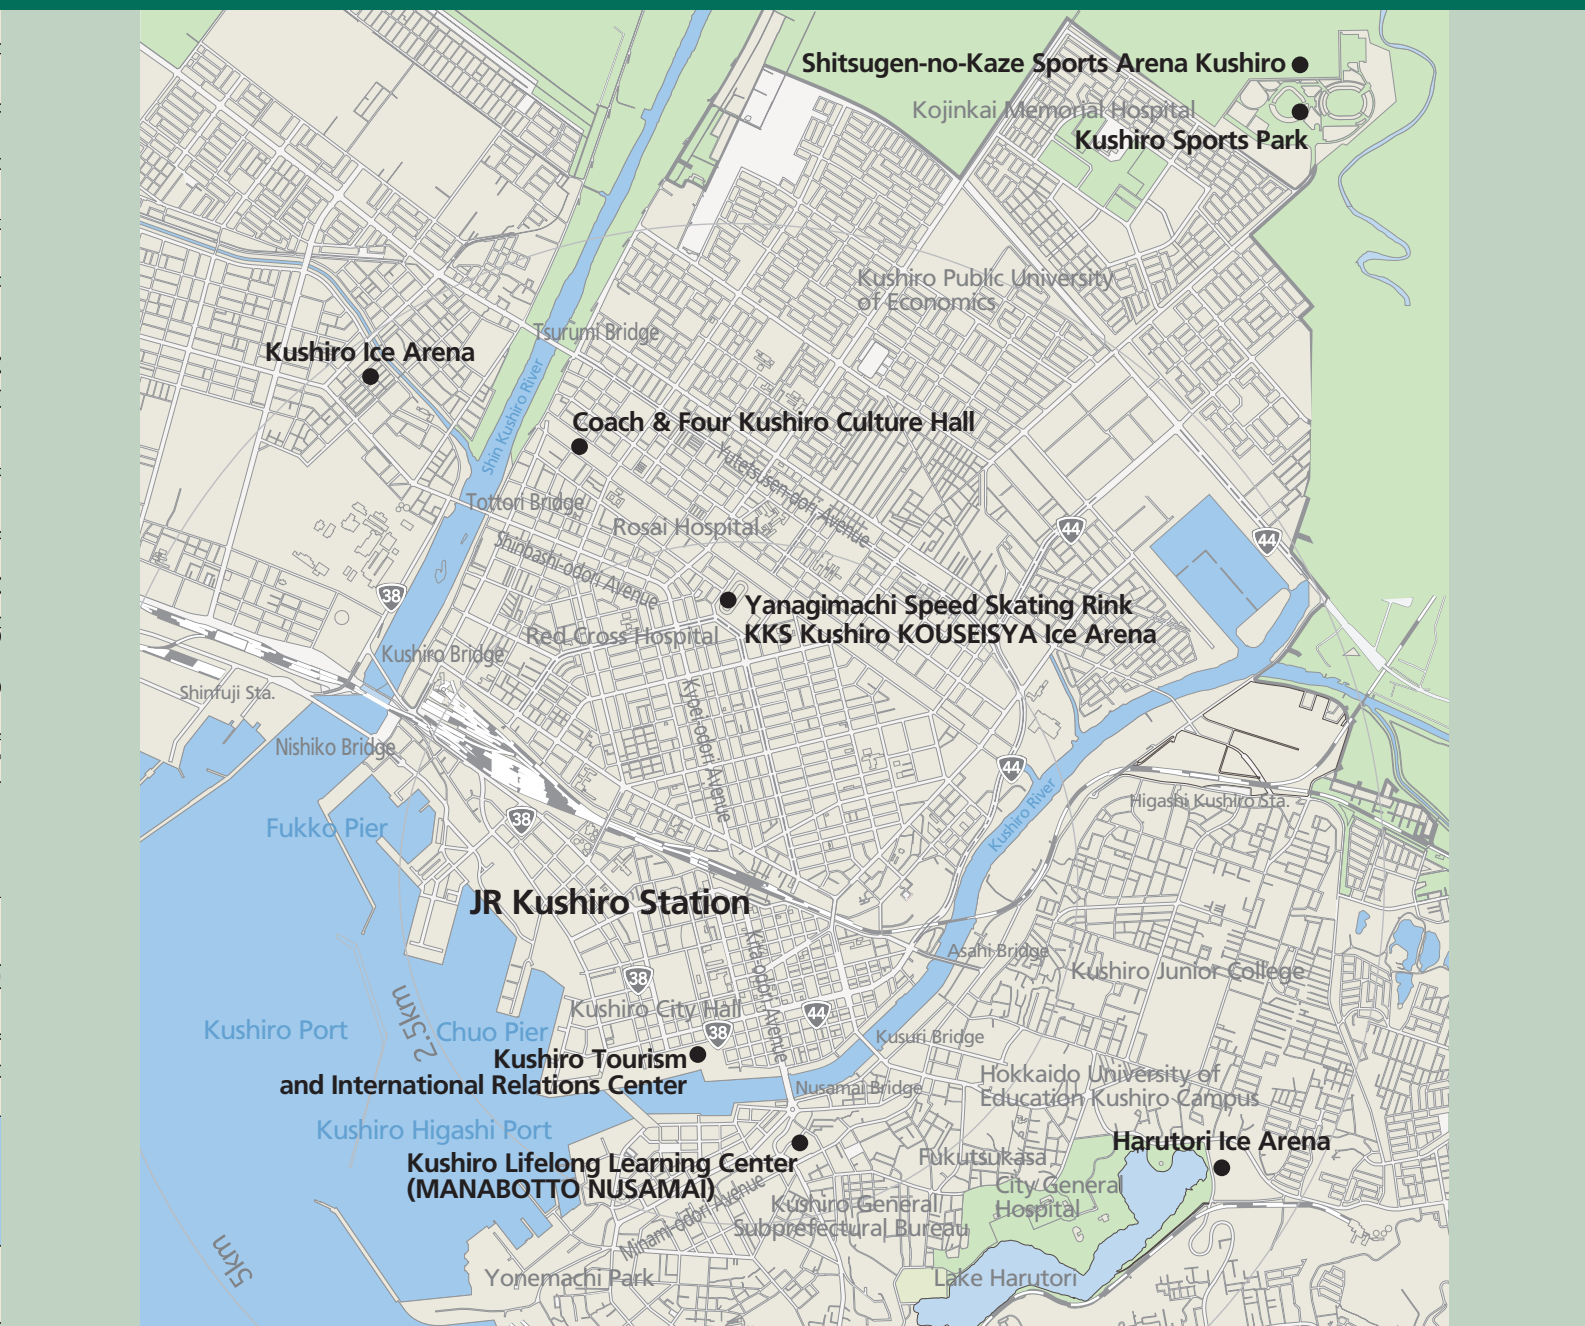 Shitsugen-no-Kaze Sports Arena Kushiro
Kojinkai Memorial Hospital
Kushiro Sports Park
Kushiro Public University
of Economics
Tsurumi Bridge
Kushiro Ice Arena
Shin Kushiro River
Coach & Four Kushiro Culture Hall
Yutetsusen-dori Avenue
Tottori Bridge
Rosai Hospital
44
44
Shinbashi-odori Avenue
38
Yanagimachi Speed Skating Rink
KKS Kushiro KOUSEISYA Ice Arena
Red Cross Hospital
Kushiro Bridge
Shinfuji Sta.
Kyoei-odori Avenue
Nishiko Bridge
44
Higashi Kushiro Sta.
Kushiro River
Fukko Pier
38
JR Kushiro Station
Kita-odori Avenue
Asahi Bridge
Kushiro Junior College
38
2.5km
Kushiro City Hall
44
Kushiro Port
Chuo Pier
38
Kusuri Bridge
Kushiro Tourism
and International Relations Center
Nusamai Bridge
Hokkaido University of
Education Kushiro Campus
Kushiro Higashi Port
Harutori Ice Arena
Kushiro Lifelong Learning Center
(MANABOTTO NUSAMAI)
Fukutsukasa
City General
Hospital
Minami-odori Avenue
Kushiro General
Subprefectural Bureau
5km
Yonemachi Park
Lake Harutori